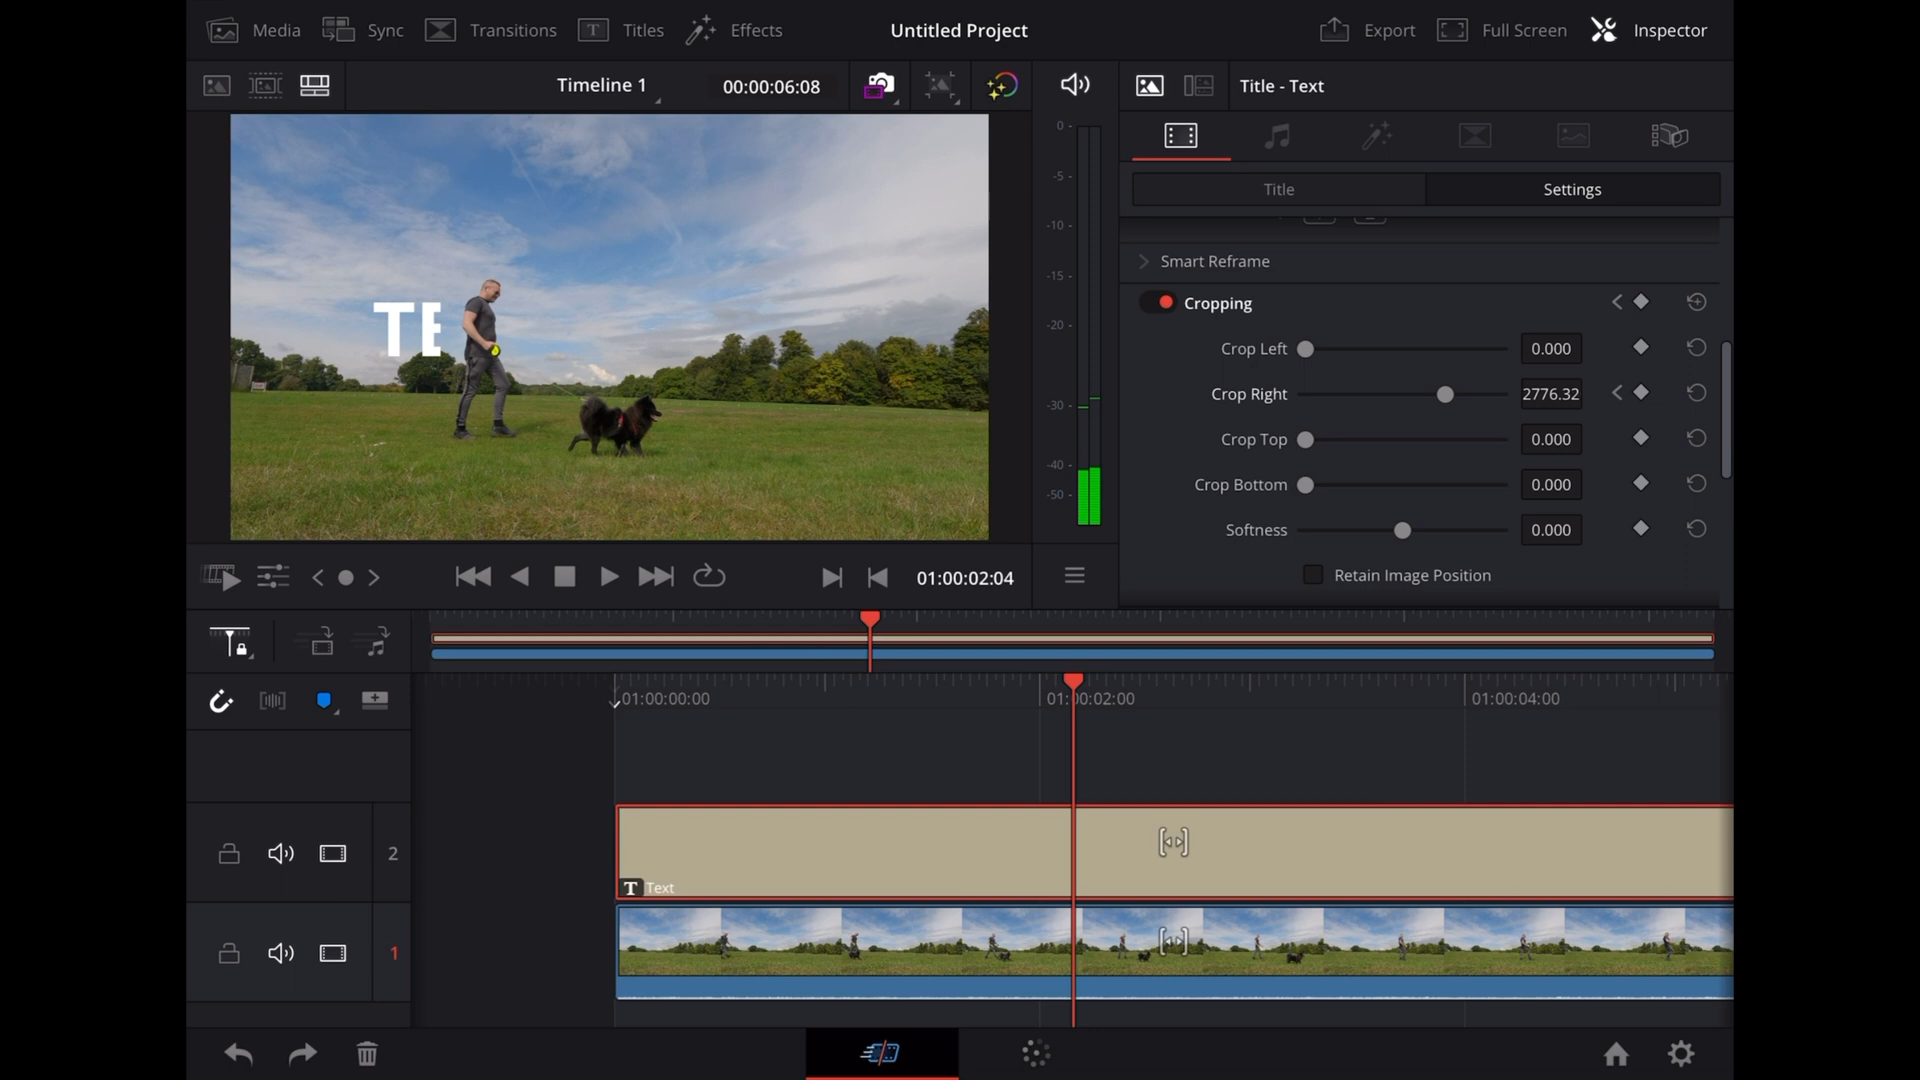 Media Sync Transitions Titles Effects Untitled Project Export Full Screen Inspector
Timeline 1 00:00:06:08 Title - Text
Title Settings
Smart Reframe
Cropping
Crop Left 0.000
Crop Right 2776.32
Crop Top 0.000
Crop Bottom 0.000
Softness 0.000
Retain Image Position
0
-5
-10
-15
-20
-30
-40
-50
TE
01:00:02:04
01:00:00:00 01:00:02:00 01:00:04:00
2
T Text
1